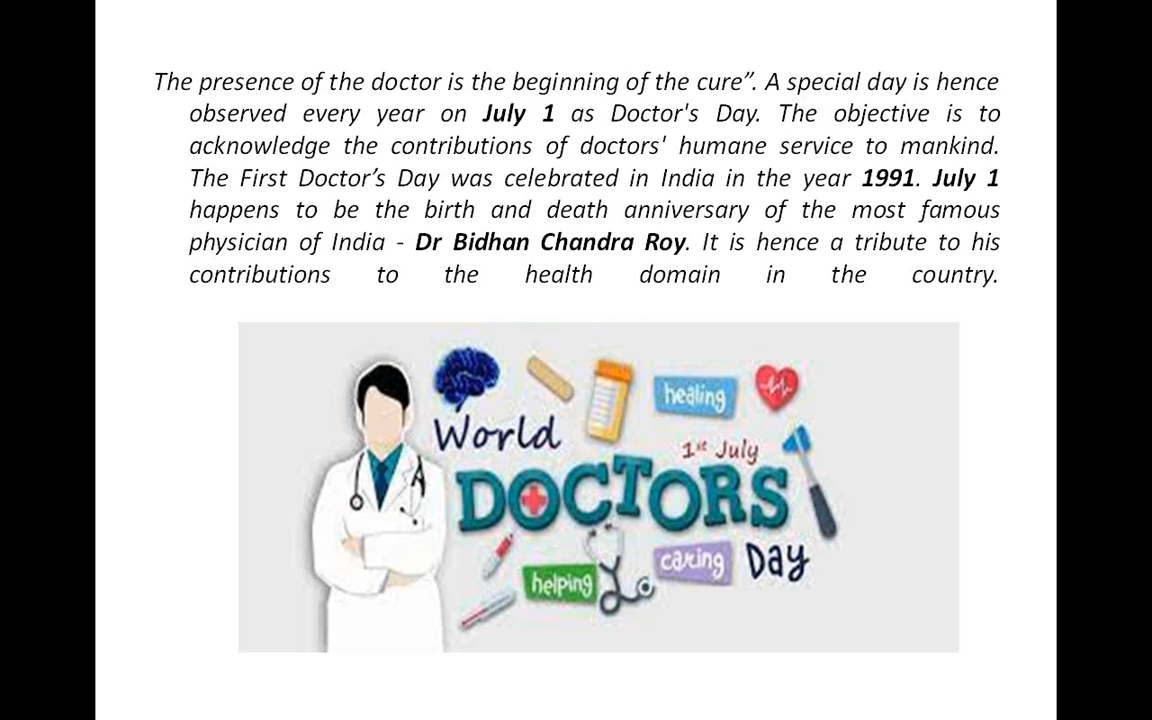 The presence of the doctor is the beginning of the cure”. A special day is hence
observed every year on July 1 as Doctor's Day. The objective is to
acknowledge the contributions of doctors' humane service to mankind.
The First Doctor’s Day was celebrated in India in the year 1991. July 1
happens to be the birth and death anniversary of the most famous
physician of India - Dr Bidhan Chandra Roy. It is hence a tribute to his
contributions to the health domain in the country.
healing
World
1st July
DOCTORS
caring
Day
helping